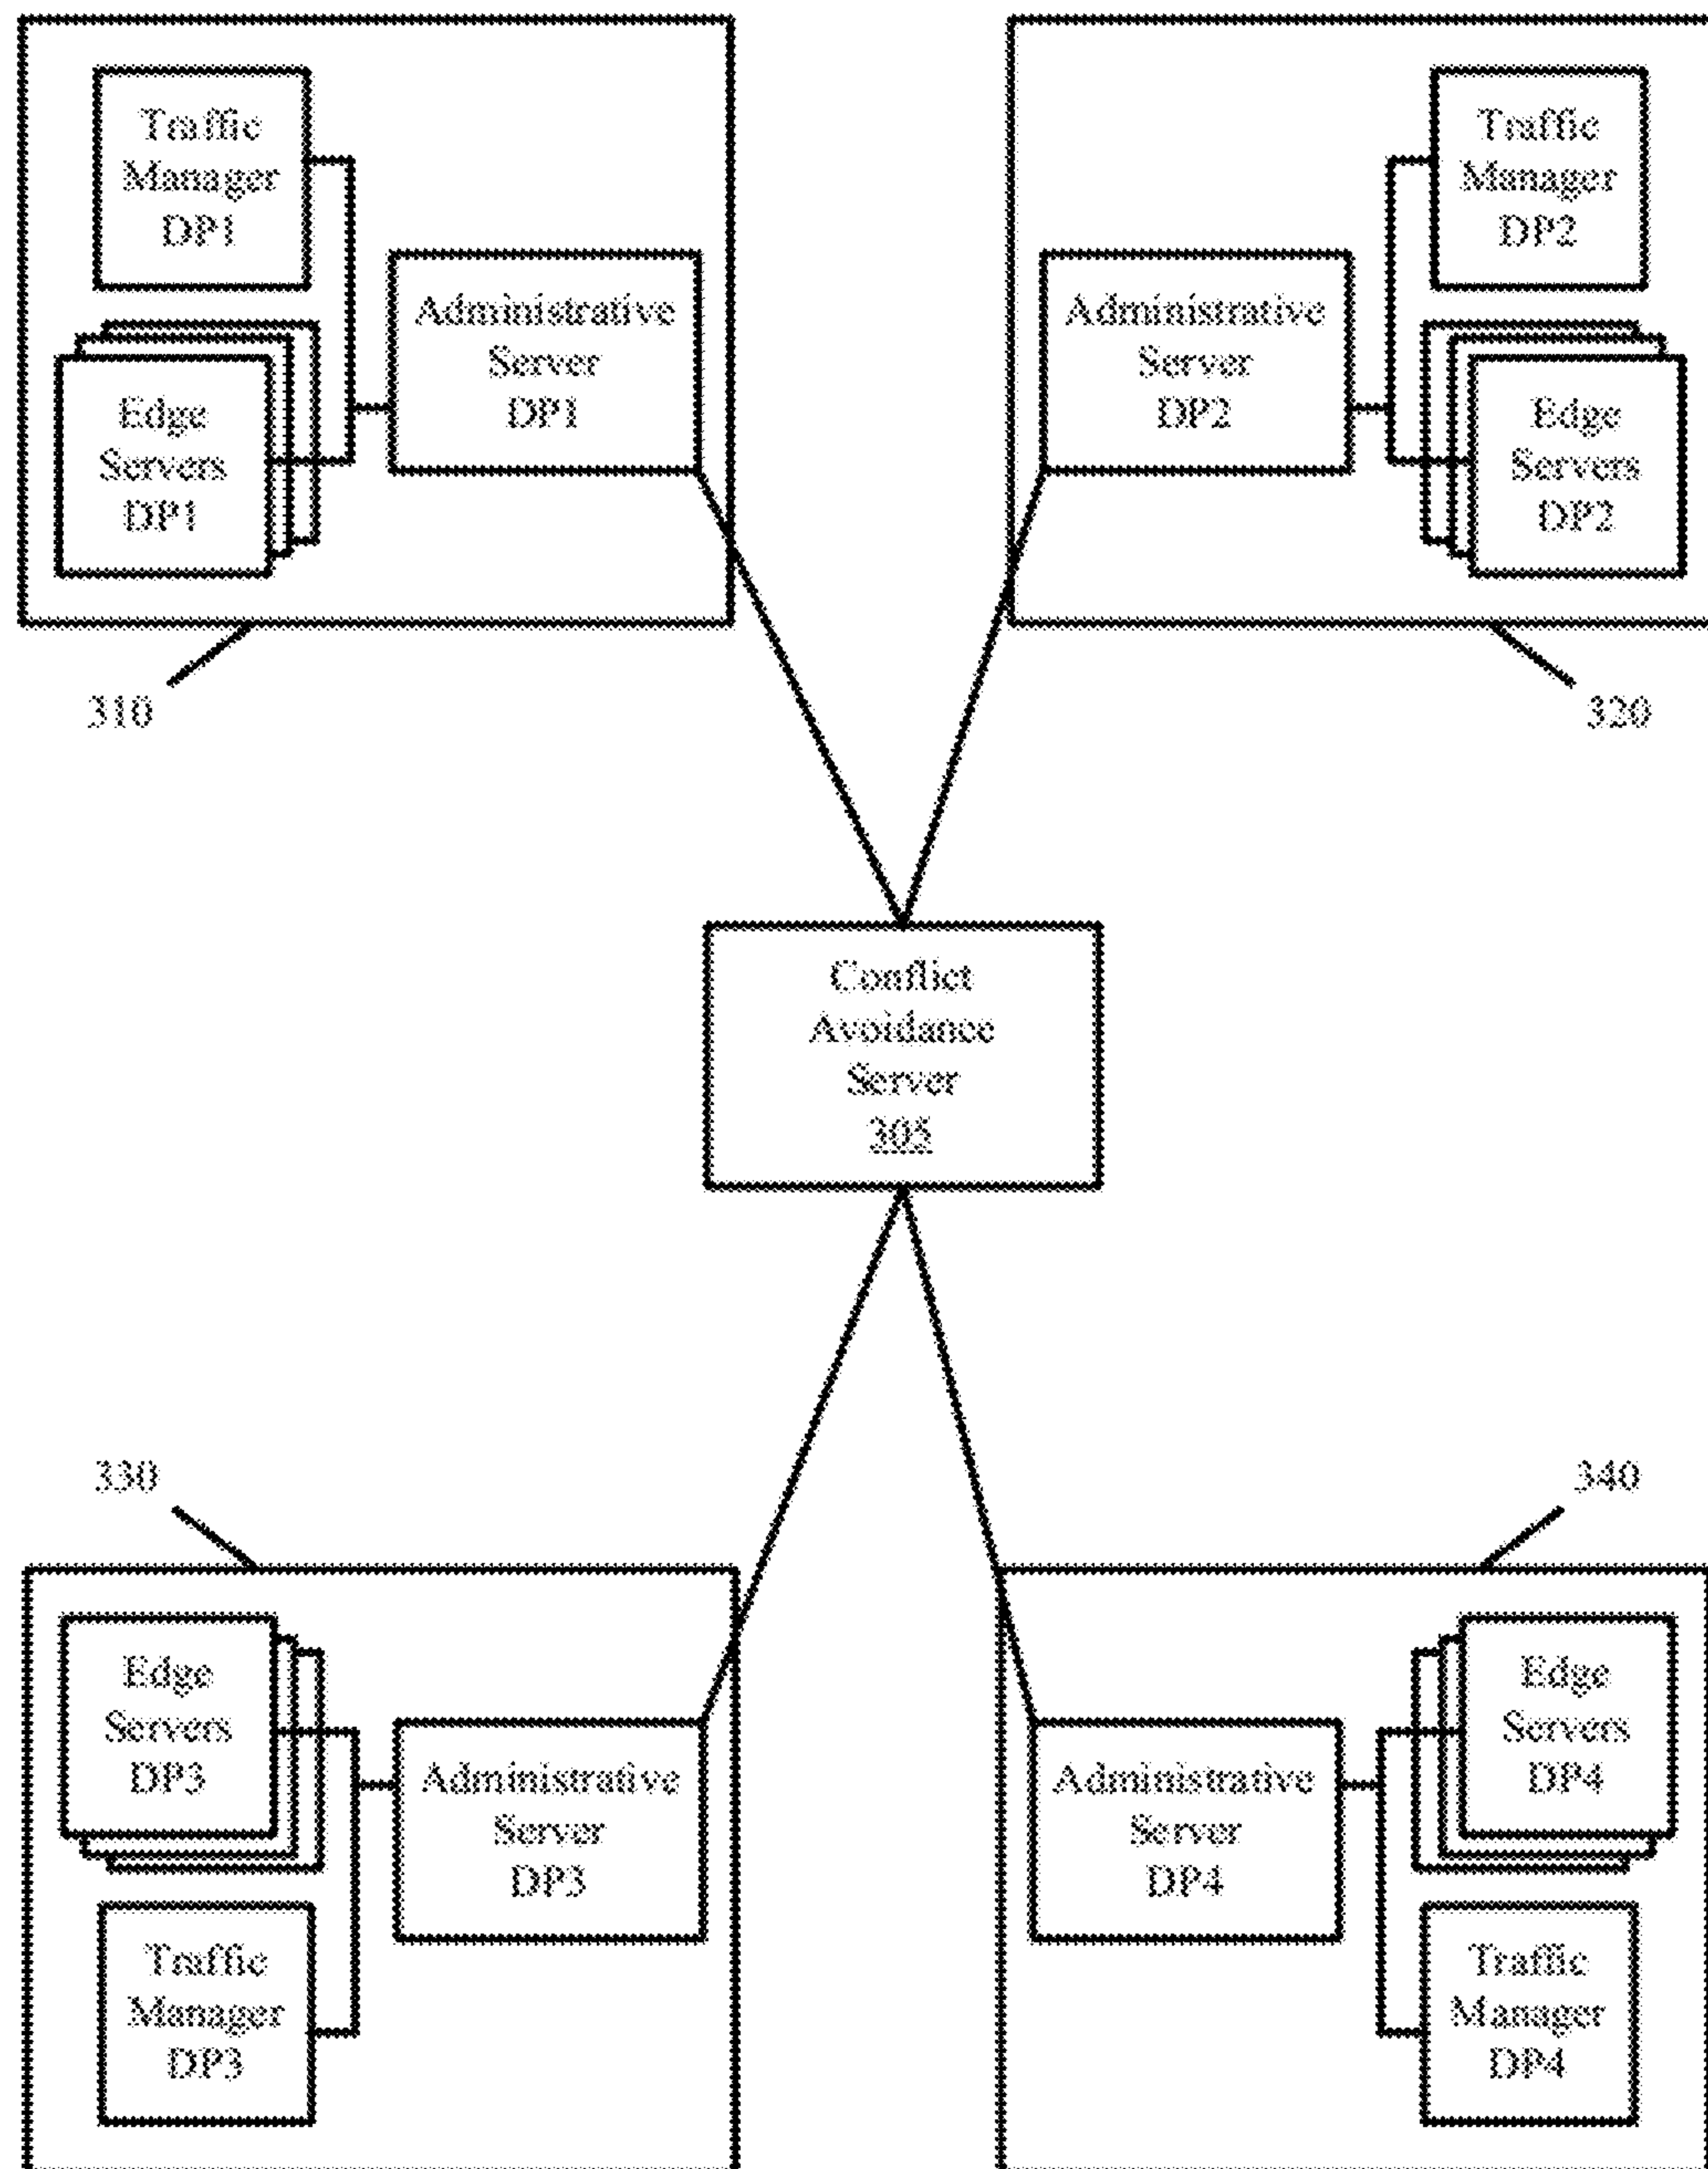 Traffic
Manager
DP1
Administrative
Server
DP1
Edge
Servers
DP1
310
Traffic
Manager
DP2
Administrative
Server
DP2
Edge
Servers
DP2
320
Conflict
Avoidance
Server
305
330
Edge
Servers
DP3
Administrative
Server
DP3
Traffic
Manager
DP3
340
Edge
Servers
DP4
Administrative
Server
DP4
Traffic
Manager
DP4